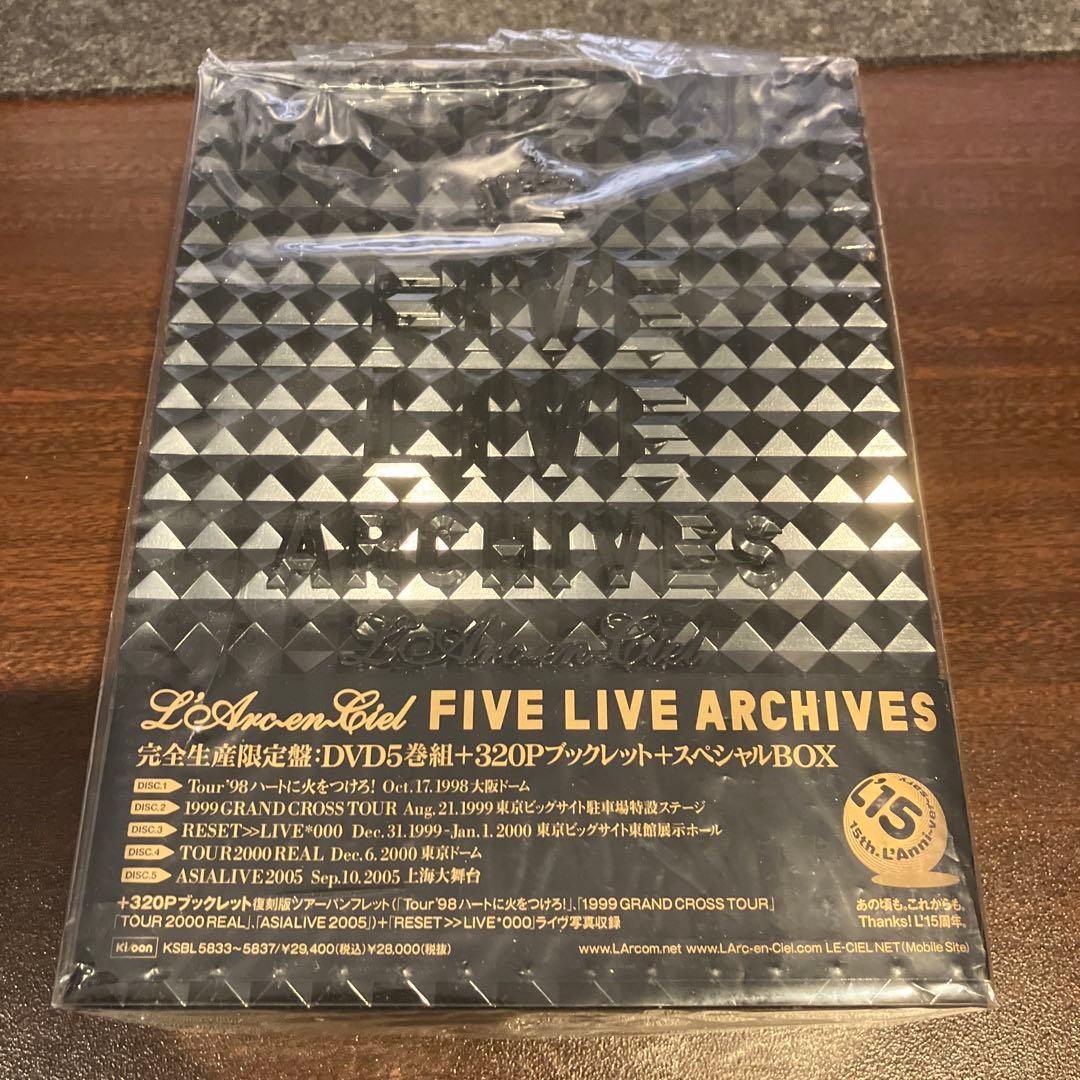 FIVE
LIVE
ARCHIVES
L'Arc~en~Ciel
L'Arc~en~Ciel FIVE LIVE ARCHIVES
完全生産限定盤:DVD5巻組+320Pブックレット+スペシャルBOX
DISC.1 Tour'98ハートに火をつけろ! Oct.17.1998 大阪ドーム
DISC.2 1999 GRAND CROSS TOUR Aug.21.1999 東京ビッグサイト駐車場特設ステージ
DISC.3 RESET>>LIVE*000 Dec.31.1999-Jan.1.2000 東京ビッグサイト東館展示ホール
DISC.4 TOUR2000 REAL Dec.6.2000 東京ドーム
DISC.5 ASIALIVE2005 Sep.10.2005 上海大舞台
+320Pブックレット復刻版ツアーパンフレット(「Tour'98ハートに火をつけろ!」、「1999 GRAND CROSS TOUR」
「TOUR 2000 REAL」、「ASIALIVE 2005」)+「RESET>>LIVE*000」ライヴ写真収録
L'15
15th. L'Anni-ver
あの頃も。これからも。
Thanks! L'15周年。
Ki/oon KSBL 5833~5837/¥29,400(税込)¥28,000(税抜)
www.LArcom.net www.LArc-en-Ciel.com LE-CIEL NET (Mobile Site)